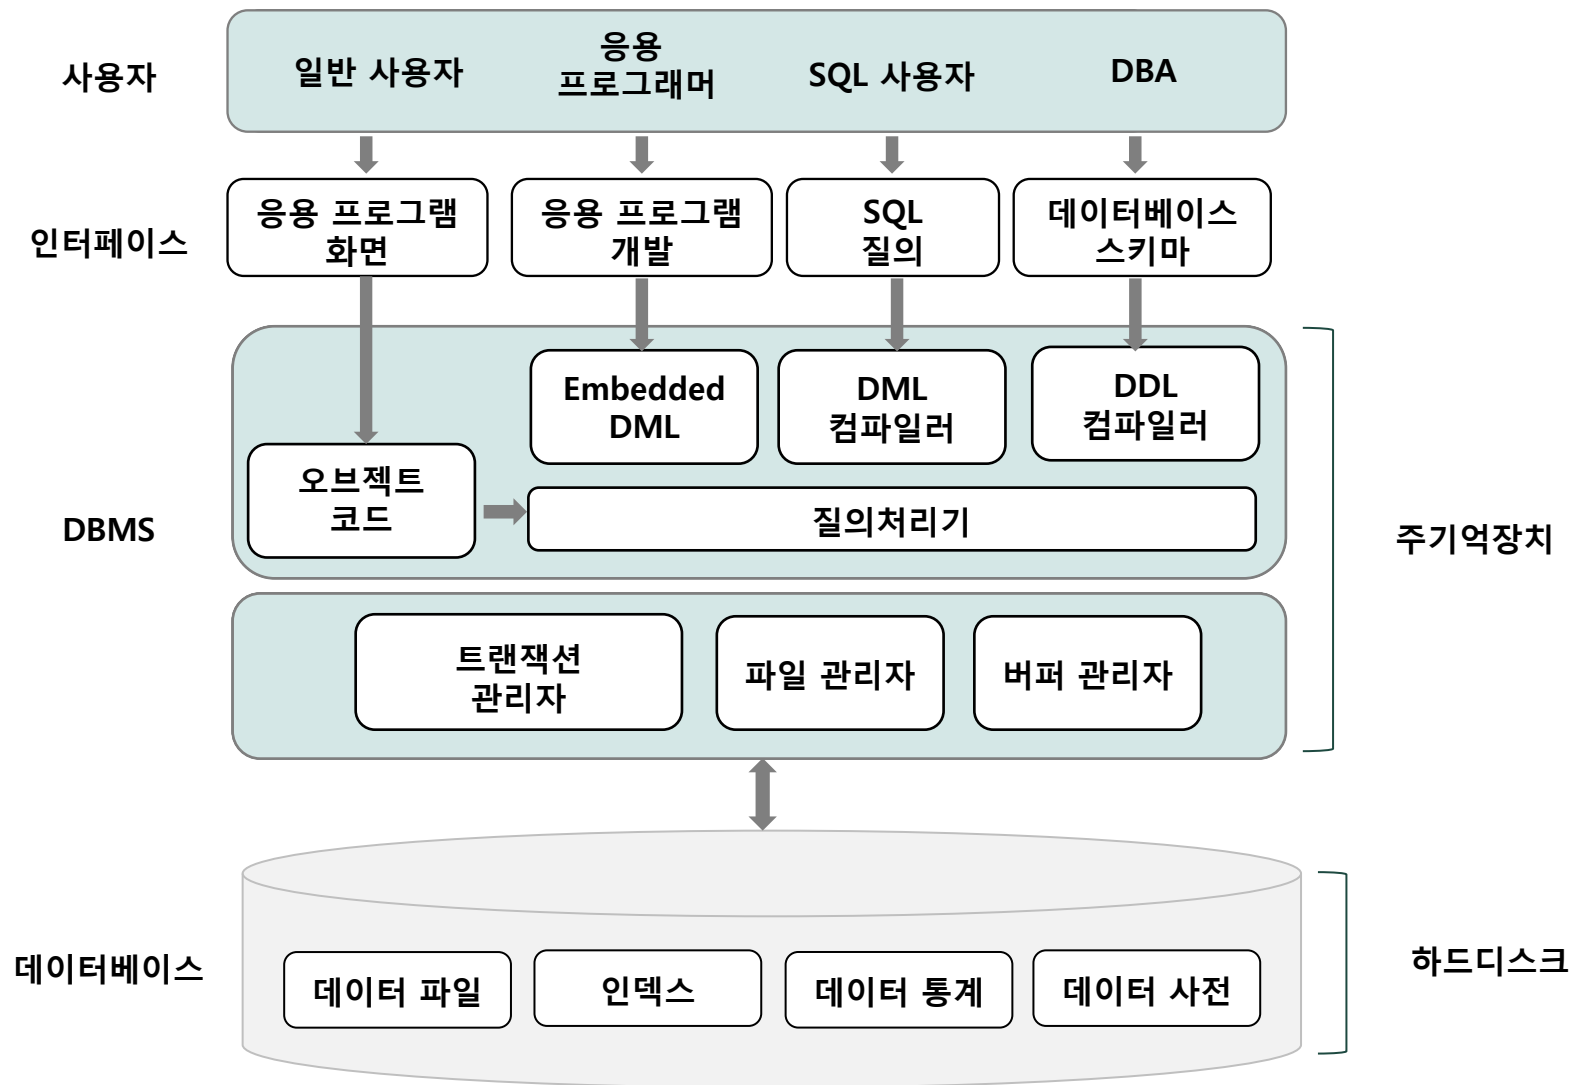 사용자
일반 사용자
응용
프로그래머
SQL 사용자
DBA
인터페이스
응용 프로그램
화면
응용 프로그램
개발
SQL
질의
데이터베이스
스키마
DBMS
Embedded
DML
DML
컴파일러
DDL
컴파일러
오브젝트
코드
질의처리기
주기억장치
트랜잭션
관리자
파일 관리자
버퍼 관리자
데이터베이스
데이터 파일
인덱스
데이터 통계
데이터 사전
하드디스크